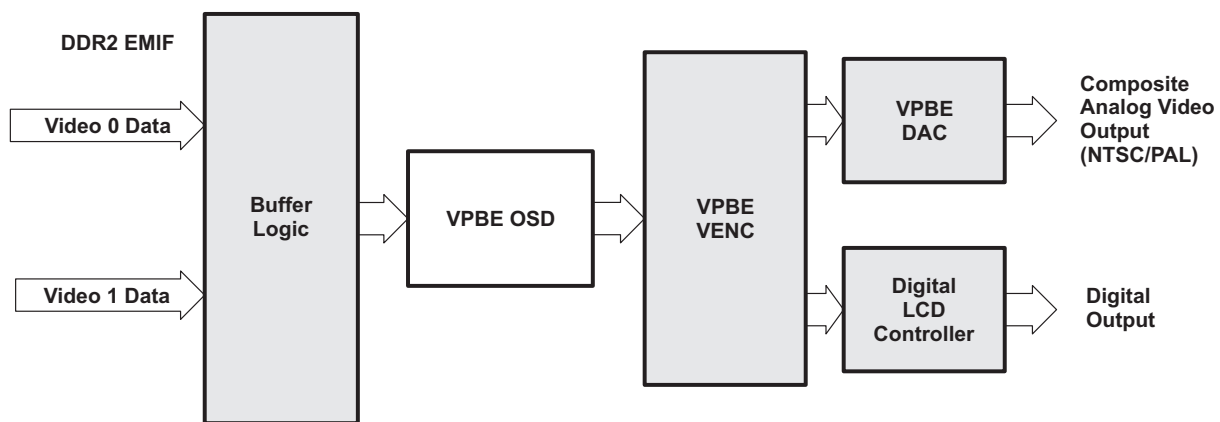 DDR2 EMIF
Video 0 Data
Video 1 Data
Buffer
Logic
VPBE OSD
VPBE
VENC
VPBE
DAC
Digital
LCD
Controller
Composite
Analog Video
Output
(NTSC/PAL)
Digital
Output